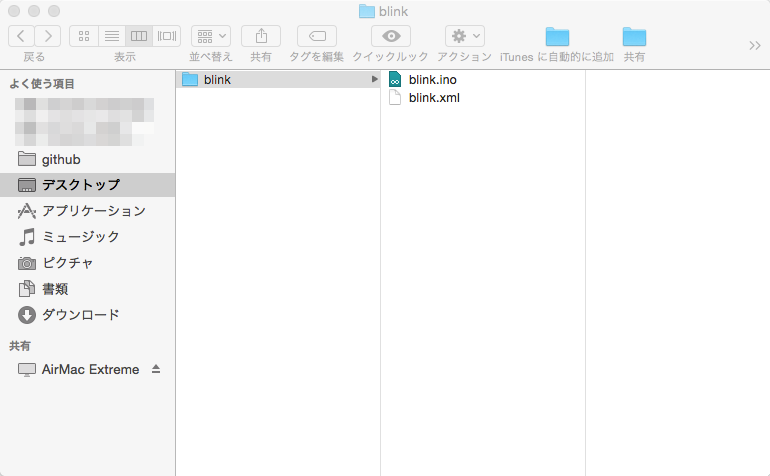 blink
戻る 表示 並べ替え 共有 タグを編集 クイックルック アクション iTunes に自動的に追加 共有
よく使う項目
github
デスクトップ
アプリケーション
ミュージック
ピクチャ
書類
ダウンロード
共有
AirMac Extreme
blink
blink.ino
blink.xml